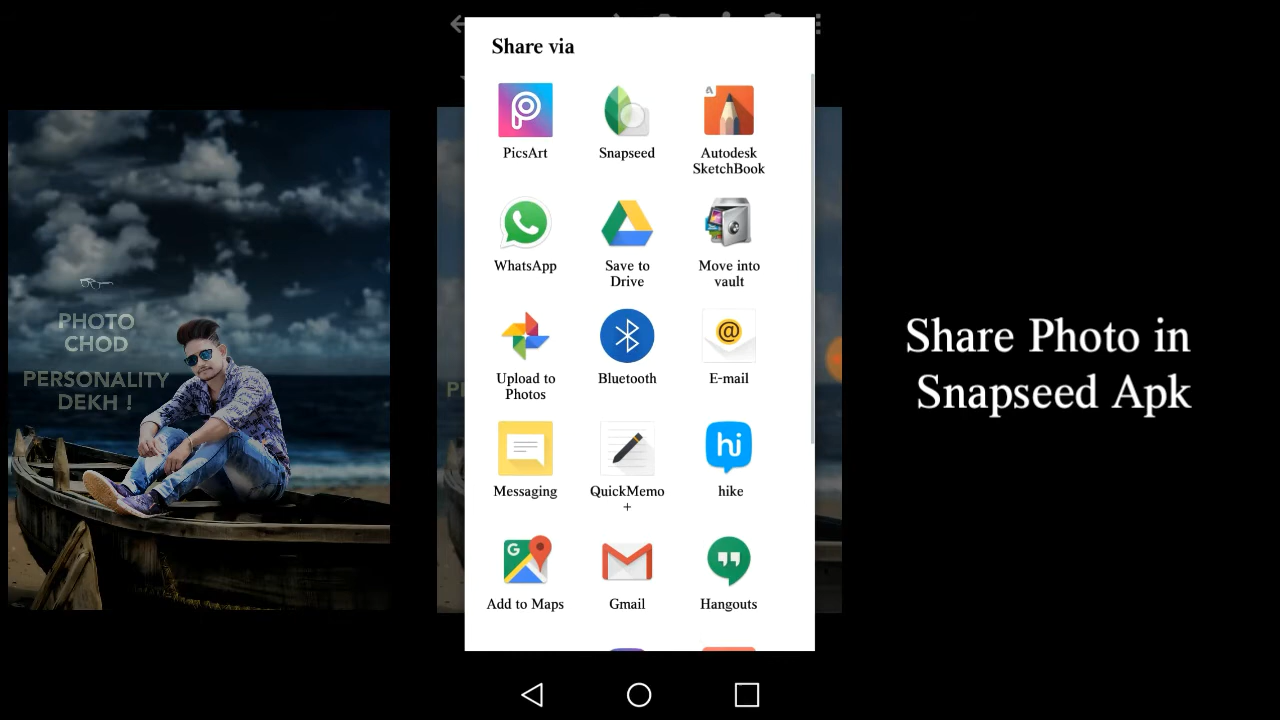 Share via
PicsArt
Snapseed
Autodesk
SketchBook
WhatsApp
Save to
Drive
Move into
vault
Upload to
Photos
Bluetooth
E-mail
Messaging
QuickMemo
+
hike
Add to Maps
Gmail
Hangouts
PHOTO
CHOD
PERSONALITY
DEKH !
Share Photo in
Snapseed Apk